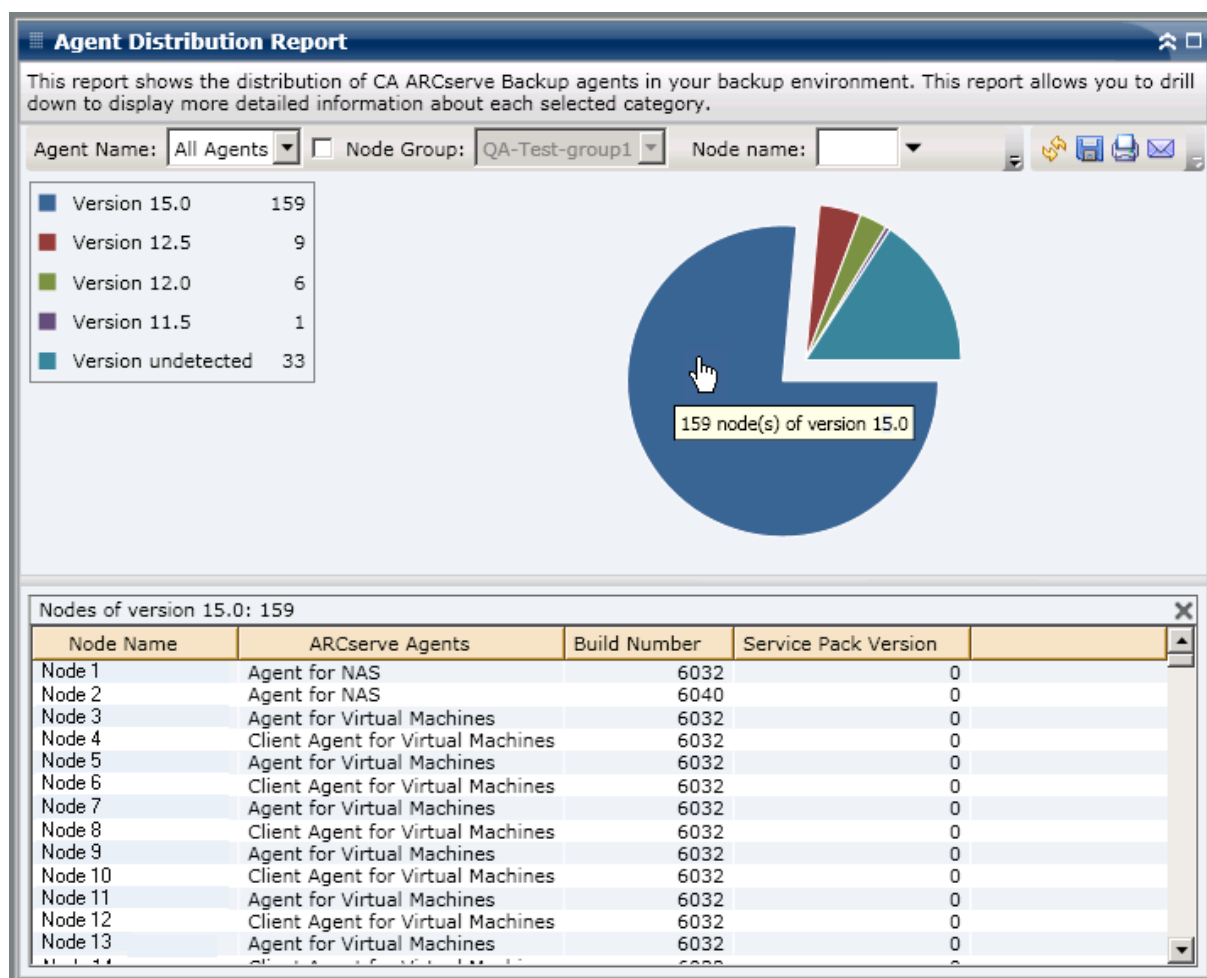 Agent Distribution Report
This report shows the distribution of CA ARCserve Backup agents in your backup environment. This report allows you to drill
down to display more detailed information about each selected category.
Agent Name: All Agents Node Group: QA-Test-group1 Node name:
Version 15.0 159
Version 12.5 9
Version 12.0 6
Version 11.5 1
Version undetected 33
159 node(s) of version 15.0
Nodes of version 15.0: 159
Node Name ARCserve Agents Build Number Service Pack Version
Node 1 Agent for NAS 6032 0
Node 2 Agent for NAS 6040 0
Node 3 Agent for Virtual Machines 6032 0
Node 4 Client Agent for Virtual Machines 6032 0
Node 5 Agent for Virtual Machines 6032 0
Node 6 Client Agent for Virtual Machines 6032 0
Node 7 Agent for Virtual Machines 6032 0
Node 8 Client Agent for Virtual Machines 6032 0
Node 9 Agent for Virtual Machines 6032 0
Node 10 Client Agent for Virtual Machines 6032 0
Node 11 Agent for Virtual Machines 6032 0
Node 12 Client Agent for Virtual Machines 6032 0
Node 13 Agent for Virtual Machines 6032 0